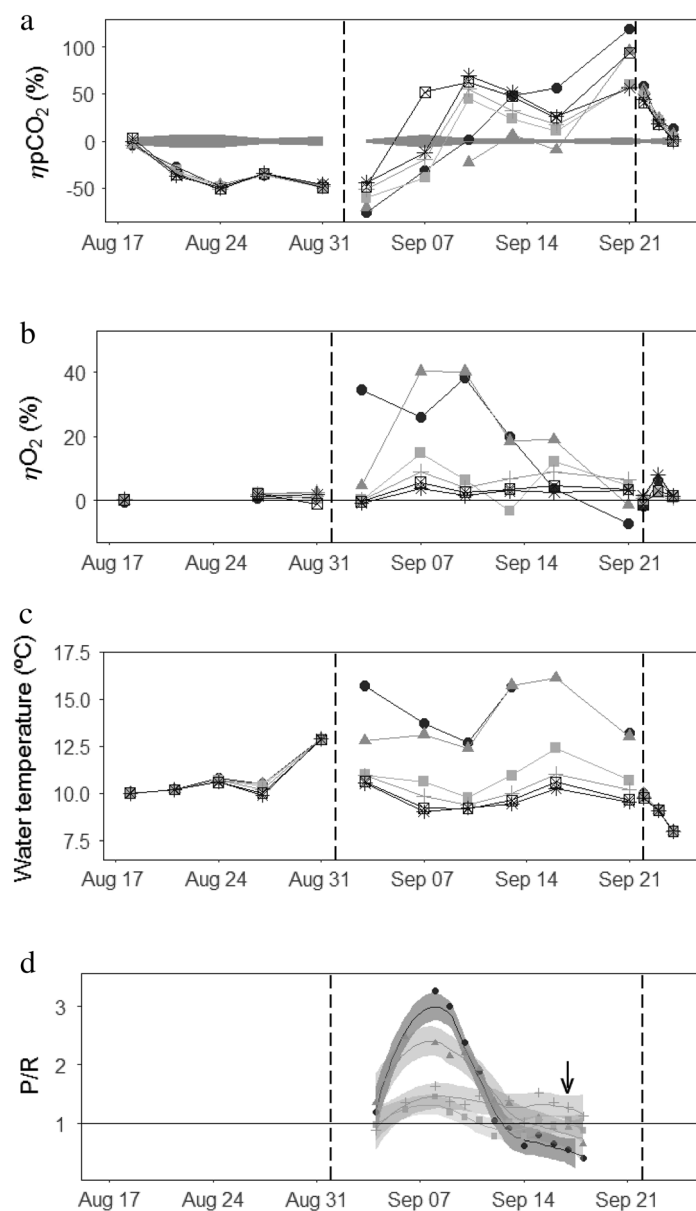 a
ηpCO₂ (%)
100
50
0
-50
Aug 17 Aug 24 Aug 31 Sep 07 Sep 14 Sep 21
b
ηO₂ (%)
40
20
0
Aug 17 Aug 24 Aug 31 Sep 07 Sep 14 Sep 21
c
Water temperature (ºC)
17.5
15.0
12.5
10.0
7.5
Aug 17 Aug 24 Aug 31 Sep 07 Sep 14 Sep 21
d
P/R
3
2
1
Aug 17 Aug 24 Aug 31 Sep 07 Sep 14 Sep 21